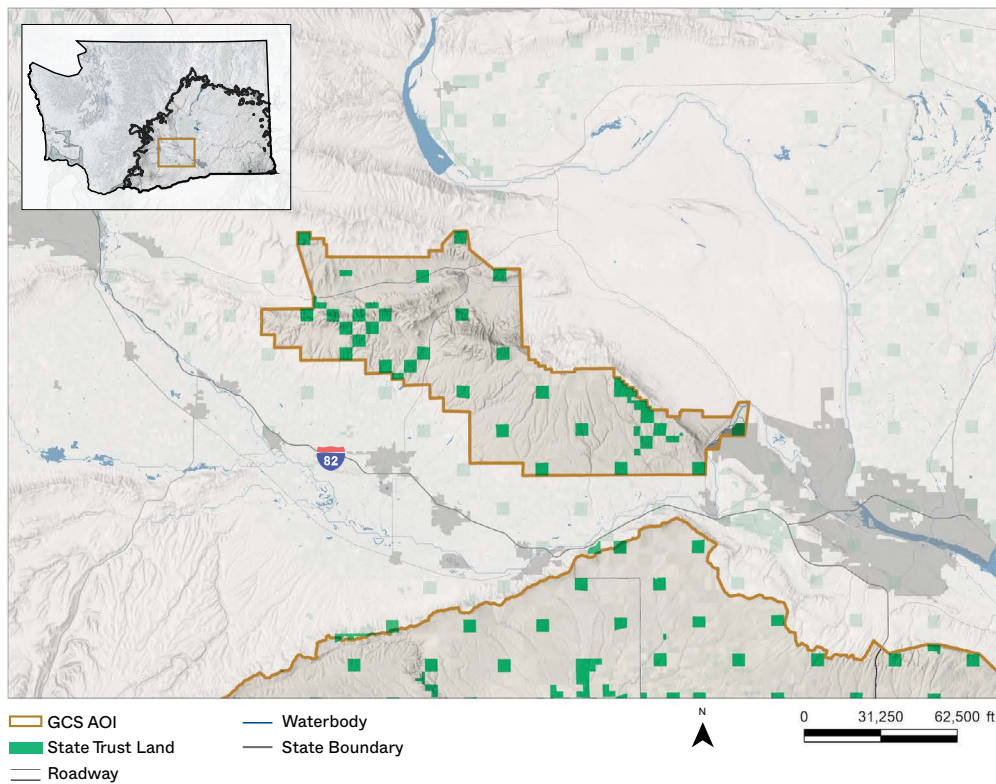 82
GCS AOI
State Trust Land
Roadway
Waterbody
State Boundary
N
0 31,250 62,500 ft